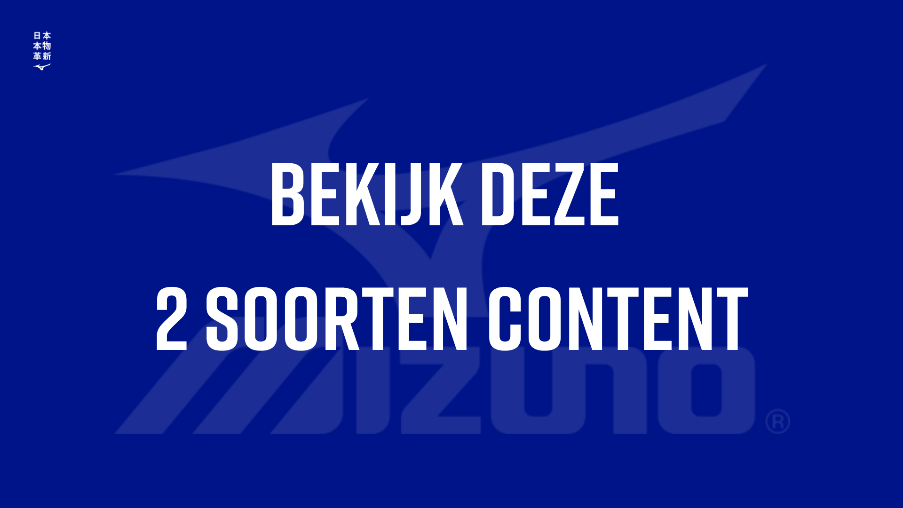 日本
本物
革新
BEKIJK DEZE
2 SOORTEN CONTENT
MIZUNO®